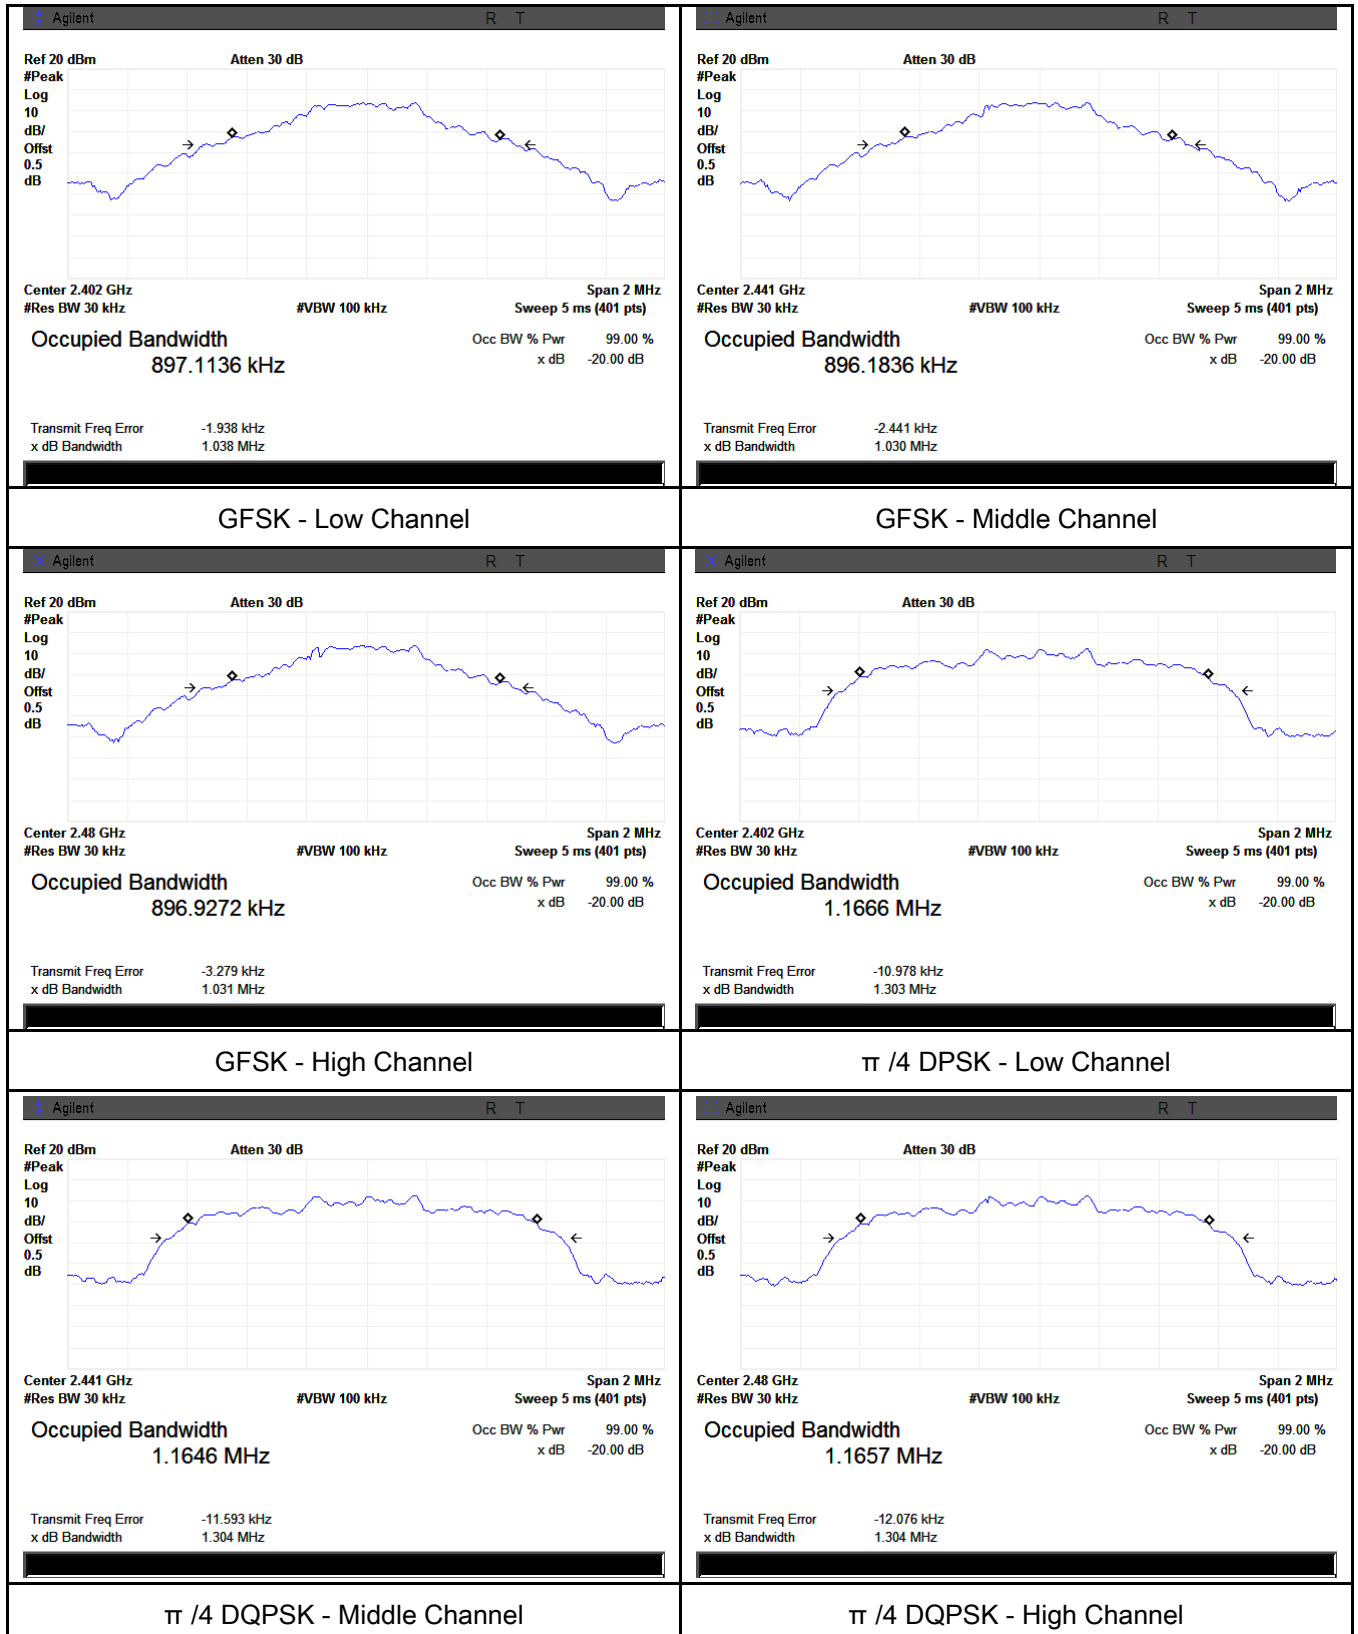 Agilent R T
Ref 20 dBm Atten 30 dB
#Peak
Log
10
dB/
Offst
0.5
dB
Center 2.402 GHz Span 2 MHz
#Res BW 30 kHz #VBW 100 kHz Sweep 5 ms (401 pts)
Occupied Bandwidth Occ BW % Pwr 99.00 %
897.1136 kHz x dB -20.00 dB
Transmit Freq Error -1.938 kHz
x dB Bandwidth 1.038 MHz
GFSK - Low Channel
Agilent R T
Ref 20 dBm Atten 30 dB
#Peak
Log
10
dB/
Offst
0.5
dB
Center 2.441 GHz Span 2 MHz
#Res BW 30 kHz #VBW 100 kHz Sweep 5 ms (401 pts)
Occupied Bandwidth Occ BW % Pwr 99.00 %
896.1836 kHz x dB -20.00 dB
Transmit Freq Error -2.441 kHz
x dB Bandwidth 1.030 MHz
GFSK - Middle Channel
Agilent R T
Ref 20 dBm Atten 30 dB
#Peak
Log
10
dB/
Offst
0.5
dB
Center 2.48 GHz Span 2 MHz
#Res BW 30 kHz #VBW 100 kHz Sweep 5 ms (401 pts)
Occupied Bandwidth Occ BW % Pwr 99.00 %
896.9272 kHz x dB -20.00 dB
Transmit Freq Error -3.279 kHz
x dB Bandwidth 1.031 MHz
GFSK - High Channel
Agilent R T
Ref 20 dBm Atten 30 dB
#Peak
Log
10
dB/
Offst
0.5
dB
Center 2.402 GHz Span 2 MHz
#Res BW 30 kHz #VBW 100 kHz Sweep 5 ms (401 pts)
Occupied Bandwidth Occ BW % Pwr 99.00 %
1.1666 MHz x dB -20.00 dB
Transmit Freq Error -10.978 kHz
x dB Bandwidth 1.303 MHz
π /4 DPSK - Low Channel
Agilent R T
Ref 20 dBm Atten 30 dB
#Peak
Log
10
dB/
Offst
0.5
dB
Center 2.441 GHz Span 2 MHz
#Res BW 30 kHz #VBW 100 kHz Sweep 5 ms (401 pts)
Occupied Bandwidth Occ BW % Pwr 99.00 %
1.1646 MHz x dB -20.00 dB
Transmit Freq Error -11.593 kHz
x dB Bandwidth 1.304 MHz
π /4 DQPSK - Middle Channel
Agilent R T
Ref 20 dBm Atten 30 dB
#Peak
Log
10
dB/
Offst
0.5
dB
Center 2.48 GHz Span 2 MHz
#Res BW 30 kHz #VBW 100 kHz Sweep 5 ms (401 pts)
Occupied Bandwidth Occ BW % Pwr 99.00 %
1.1657 MHz x dB -20.00 dB
Transmit Freq Error -12.076 kHz
x dB Bandwidth 1.304 MHz
π /4 DQPSK - High Channel